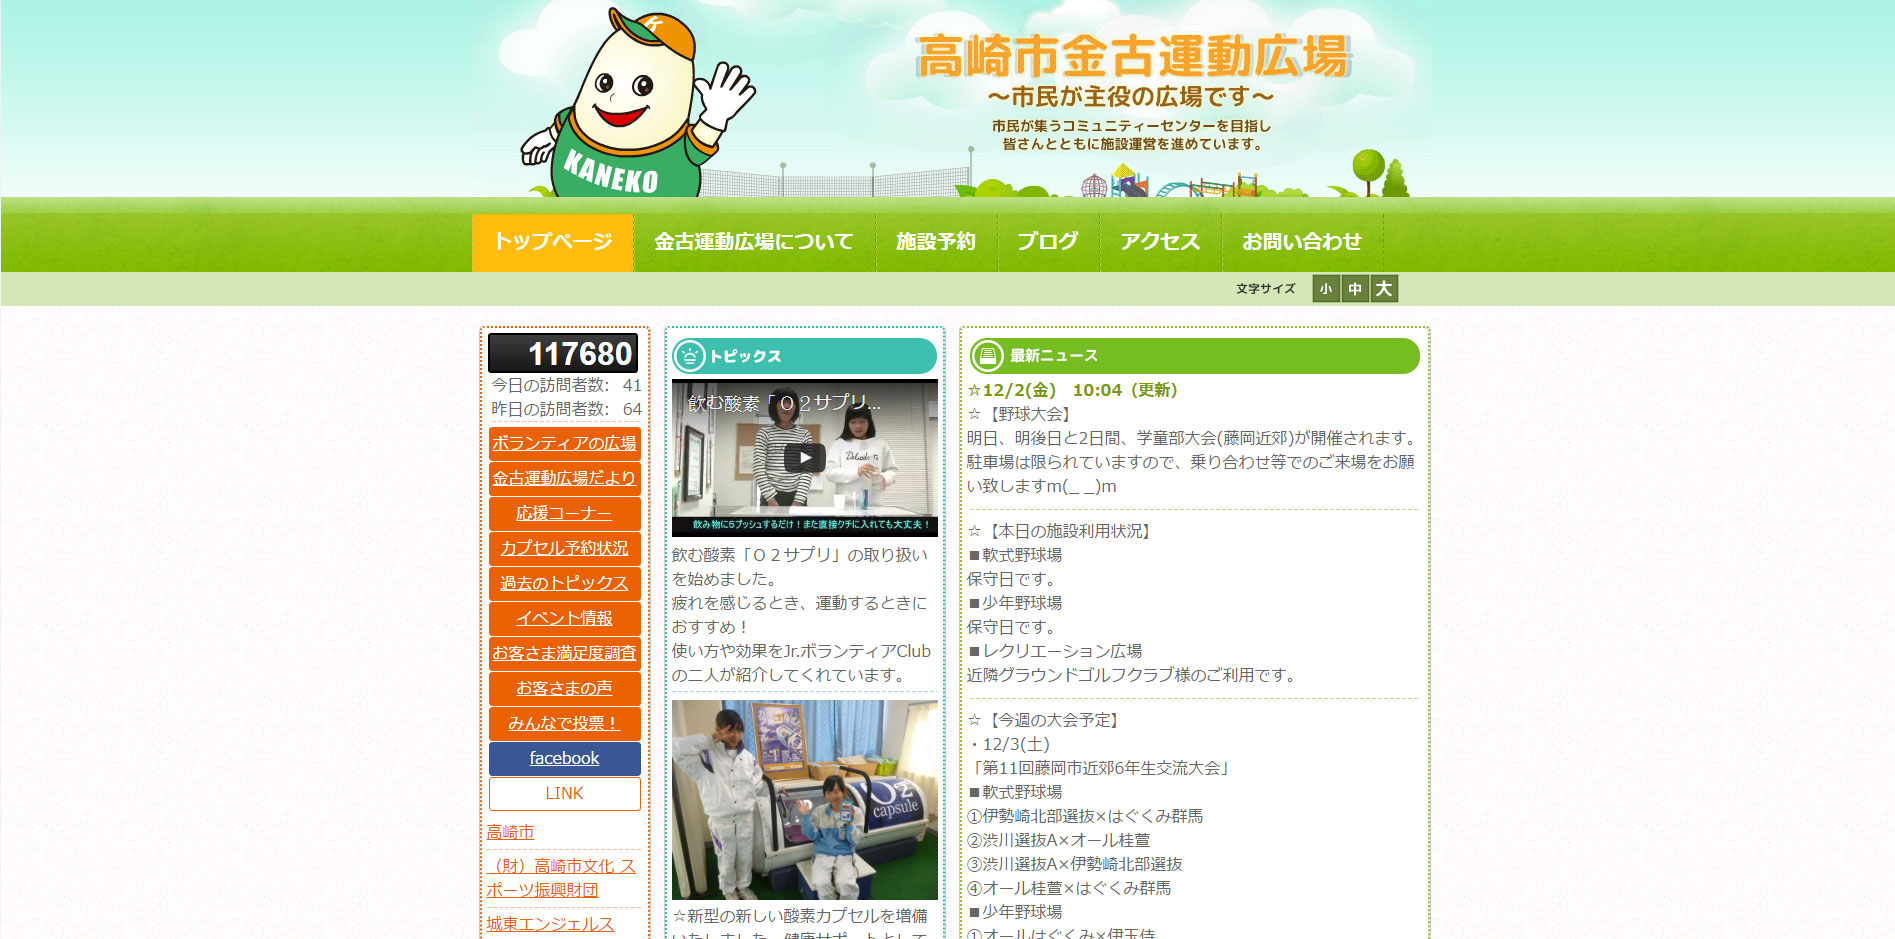 K
KANEKO
高崎市金古運動広場
～市民が主役の広場です～
市民が集うコミュニティーセンターを目指し
皆さんとともに施設運営を進めています。
トップページ
金古運動広場について
施設予約
ブログ
アクセス
お問い合わせ
文字サイズ
小
中
大
117680
今日の訪問者数: 41
昨日の訪問者数: 64
ボランティアの広場
金古運動広場だより
応援コーナー
カプセル予約状況
過去のトピックス
イベント情報
お客さま満足度調査
お客さまの声
みんなで投票！
facebook
LINK
高崎市
（財）高崎市文化 ス
ポーツ振興財団
城東エンジェルス
トピックス
飲む酸素「Ｏ２サプリ...
飲み物に5プッシュするだけ！また直接クチに入れても大丈夫！
飲む酸素「Ｏ２サプリ」の取り扱い
を始めました。
疲れを感じるとき、運動するときに
おすすめ！
使い方や効果をJr.ボランティアClub
の二人が紹介してくれています。
O2
capsule
☆新型の新しい酸素カプセルを増備
いたしました。健康サポートとして
最新ニュース
☆12/2(金)　10:04（更新）
☆【野球大会】
明日、明後日と2日間、学童部大会(藤岡近郊)が開催されます。
駐車場は限られていますので、乗り合わせ等でのご来場をお願
い致しますm(_ _)m
☆【本日の施設利用状況】
■軟式野球場
保守日です。
■少年野球場
保守日です。
■レクリエーション広場
近隣グラウンドゴルフクラブ様のご利用です。
☆【今週の大会予定】
・12/3(土)
「第11回藤岡市近郊6年生交流大会」
■軟式野球場
①伊勢崎北部選抜×はぐくみ群馬
②渋川選抜A×オール桂萱
③渋川選抜A×伊勢崎北部選抜
④オール桂萱×はぐくみ群馬
■少年野球場
①オールはぐくみ×伊玉侍